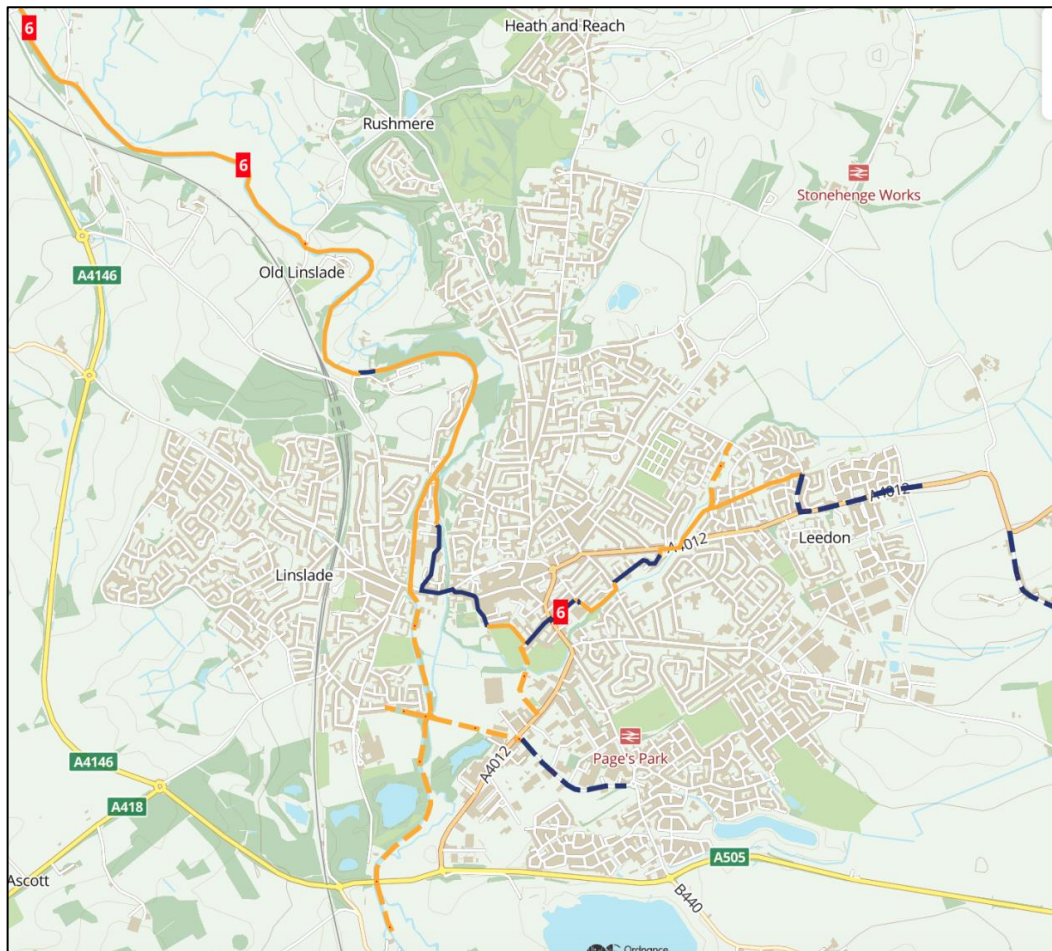 6
Heath and Reach
Rushmere
6
Stonehenge Works
A4146
Old Linslade
A4012
A4012
Leedon
Linslade
6
Page's Park
A4012
A4146
A418
A505
Ascott
B440
Ordnance